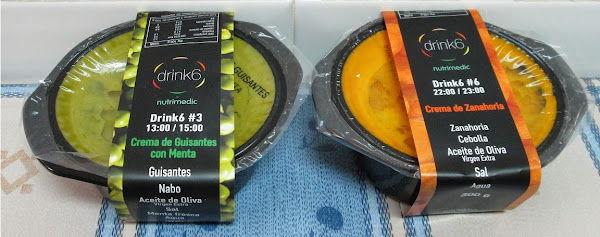 drink6
nutrimedic
Drink6 #3
13:00 / 15:00
Crema de Guisantes
con Menta
Guisantes
Nabo
Aceite de Oliva
Virgen Extra
Sal
Menta fresca
Agua
GUISANTES
drink6
nutrimedic
Drink6 #6
22:00 / 23:00
Crema de Zanahoria
Zanahoria
Cebolla
Aceite de Oliva
Virgen Extra
Sal
Agua
300 g